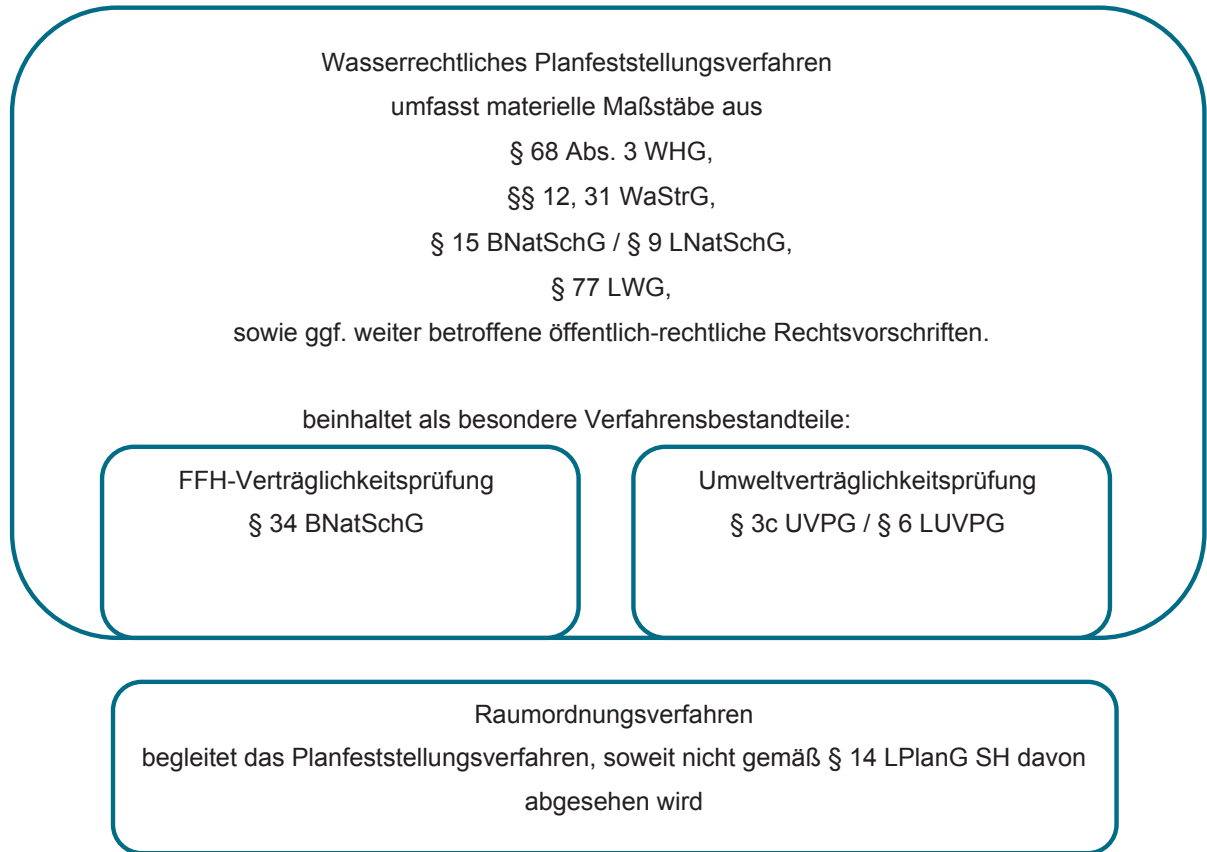 Wasserrechtliches Planfeststellungsverfahren
umfasst materielle Maßstäbe aus
§ 68 Abs. 3 WHG,
§§ 12, 31 WaStrG,
§ 15 BNatSchG / § 9 LNatSchG,
§ 77 LWG,
sowie ggf. weiter betroffene öffentlich-rechtliche Rechtsvorschriften.
beinhaltet als besondere Verfahrensbestandteile:
FFH-Verträglichkeitsprüfung
§ 34 BNatSchG
Umweltverträglichkeitsprüfung
§ 3c UVPG / § 6 LUVPG
Raumordnungsverfahren
begleitet das Planfeststellungsverfahren, soweit nicht gemäß § 14 LPlanG SH davon
abgesehen wird